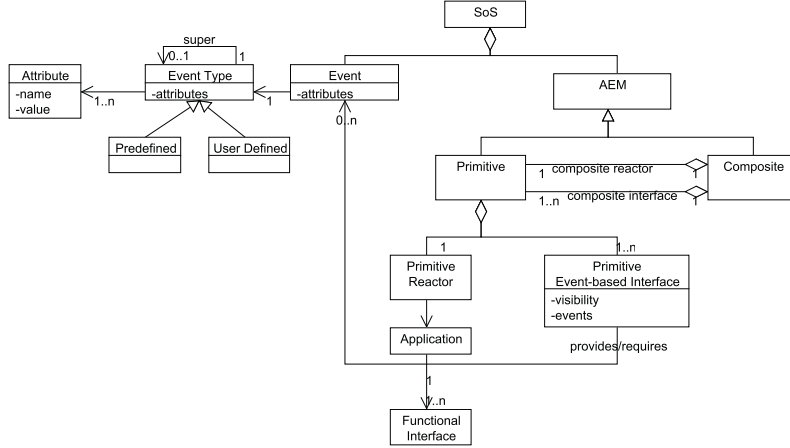 SoS
super
0..1
1
Attribute
-name
-value
1..n
Event Type
-attributes
1
Event
-attributes
0..n
AEM
Predefined
User Defined
Primitive
1
composite reactor
1
Composite
1..n
composite interface
1
1
1..n
Primitive
Reactor
Primitive
Event-based Interface
-visibility
-events
Application
provides/requires
1
1..n
Functional
Interface